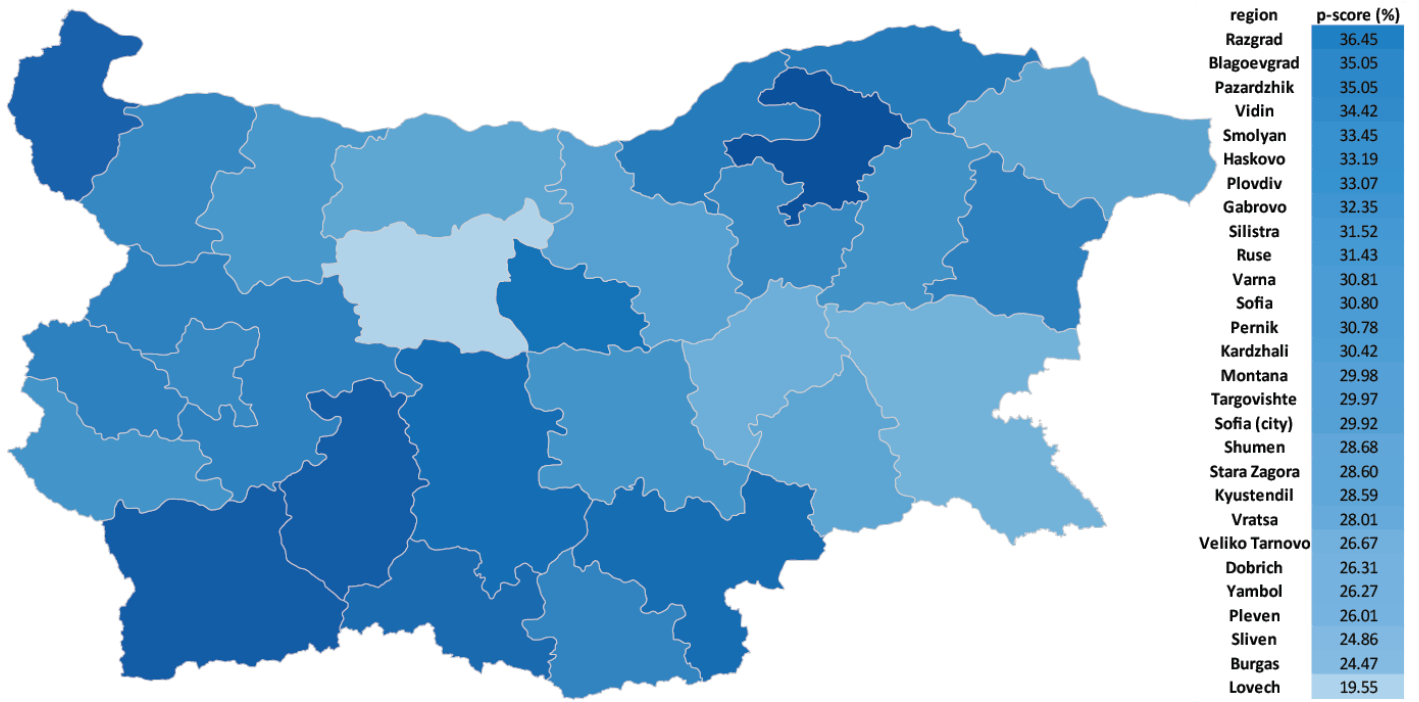 region p-score (%)
Razgrad 36.45
Blagoevgrad 35.05
Pazardzhik 35.05
Vidin 34.42
Smolyan 33.45
Haskovo 33.19
Plovdiv 33.07
Gabrovo 32.35
Silistra 31.52
Ruse 31.43
Varna 30.81
Sofia 30.80
Pernik 30.78
Kardzhali 30.42
Montana 29.98
Targovishte 29.97
Sofia (city) 29.92
Shumen 28.68
Stara Zagora 28.60
Kyustendil 28.59
Vratsa 28.01
Veliko Tarnovo 26.67
Dobrich 26.31
Yambol 26.27
Pleven 26.01
Sliven 24.86
Burgas 24.47
Lovech 19.55